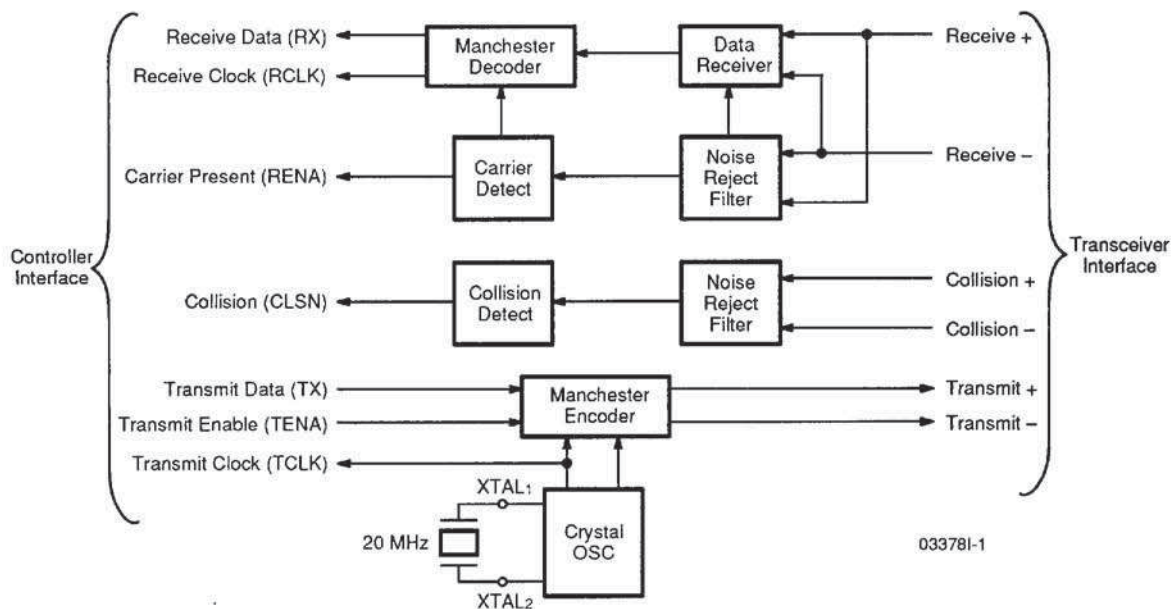 Receive Data (RX)
Receive Clock (RCLK)
Manchester
Decoder
Data
Receiver
Receive +
Carrier Present (RENA)
Carrier
Detect
Noise
Reject
Filter
Receive –
Controller
Interface
Transceiver
Interface
Collision (CLSN)
Collision
Detect
Noise
Reject
Filter
Collision +
Collision –
Transmit Data (TX)
Transmit Enable (TENA)
Transmit Clock (TCLK)
Manchester
Encoder
Transmit +
Transmit –
XTAL1
20 MHz
XTAL2
Crystal
OSC
03378I-1